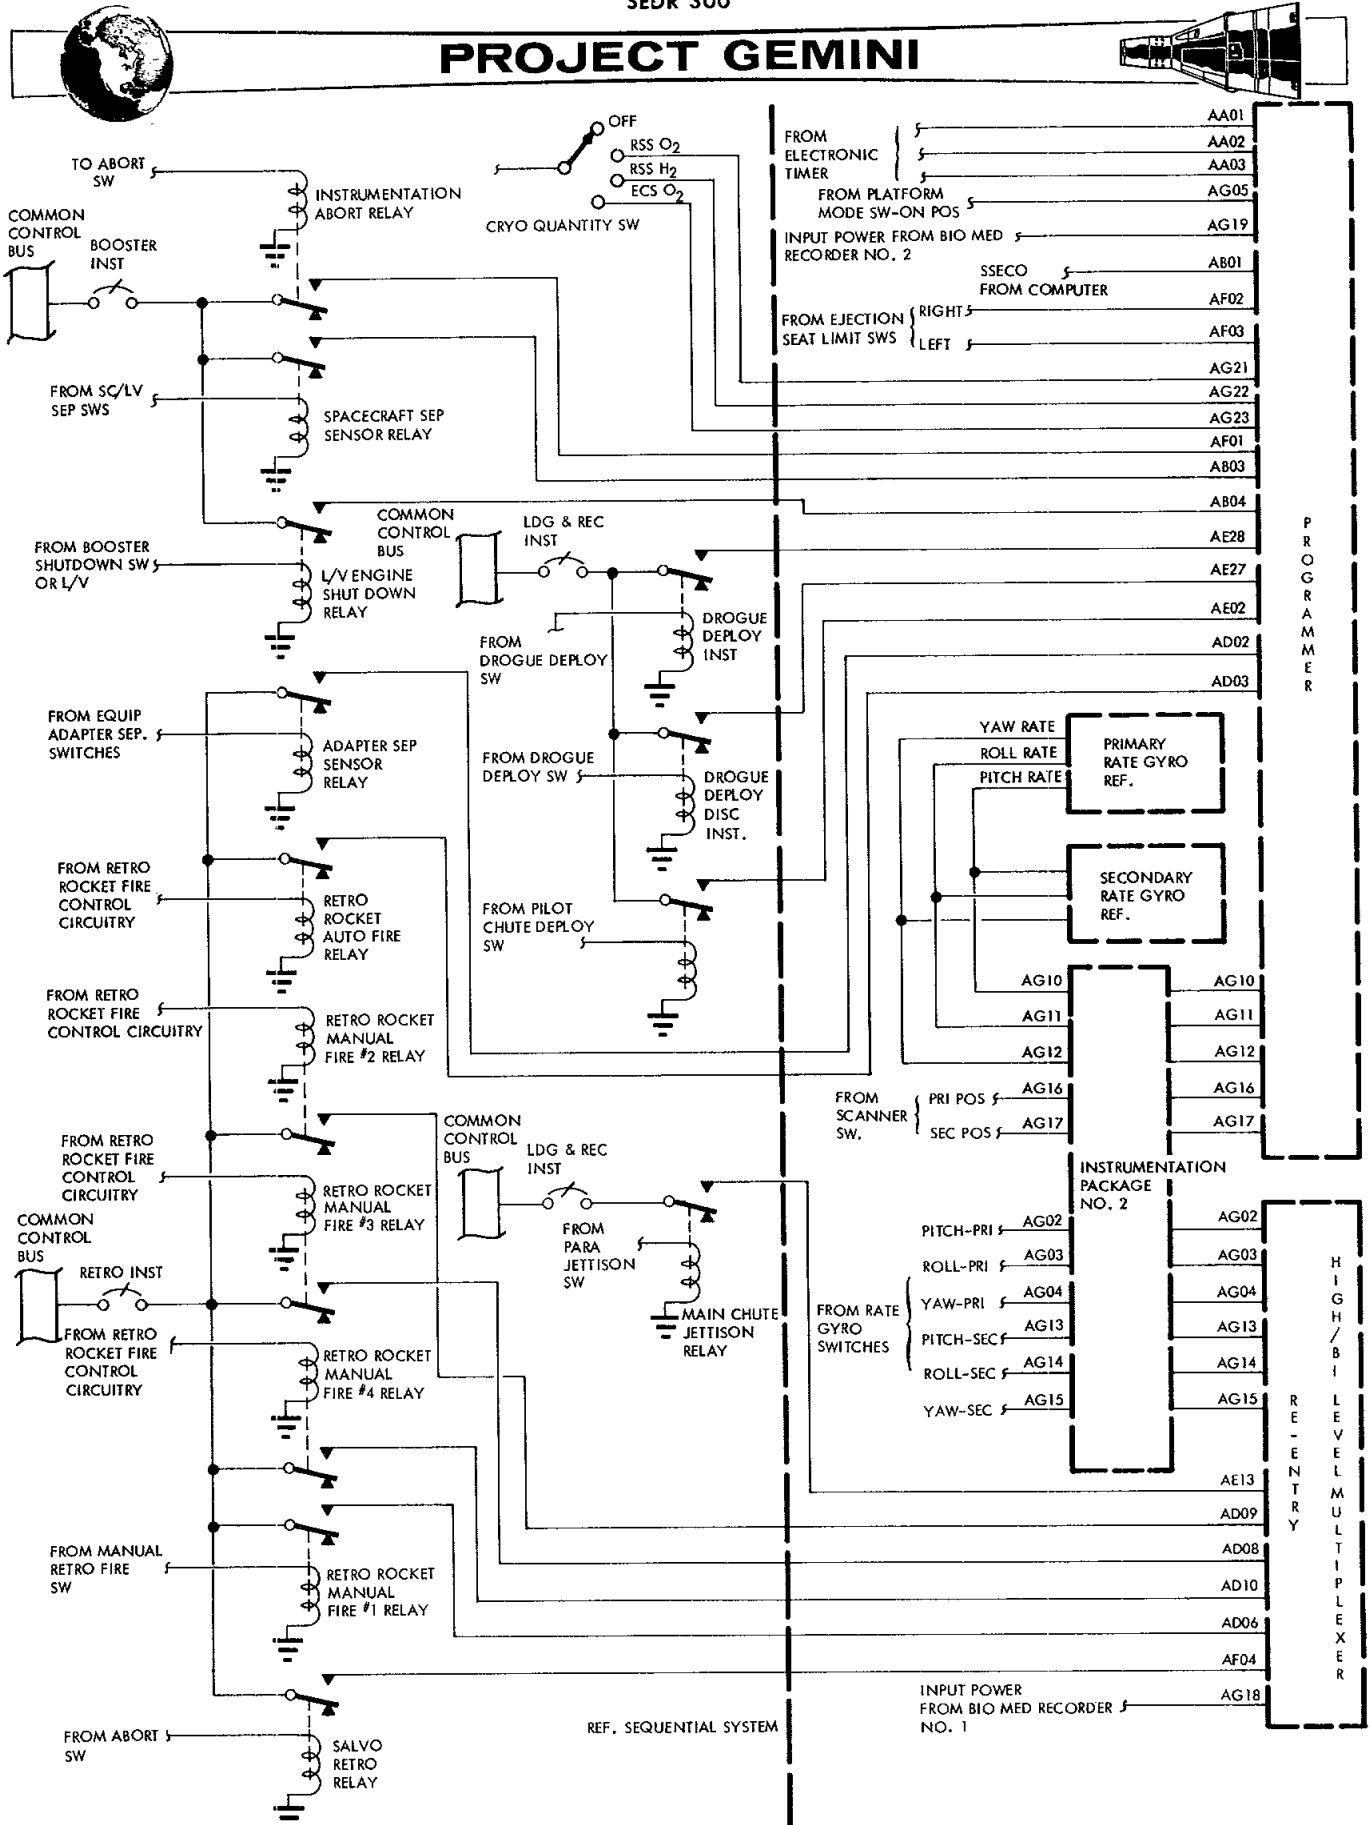 SEDR 300
PROJECT GEMINI
TO ABORT
SW
INSTRUMENTATION
ABORT RELAY
COMMON
CONTROL
BUS
BOOSTER
INST
FROM SC/LV
SEP SWS
SPACECRAFT SEP
SENSOR RELAY
FROM BOOSTER
SHUTDOWN SW
OR L/V
L/V ENGINE
SHUT DOWN
RELAY
FROM EQUIP
ADAPTER SEP.
SWITCHES
ADAPTER SEP
SENSOR
RELAY
FROM RETRO
ROCKET FIRE
CONTROL
CIRCUITRY
RETRO
ROCKET
AUTO FIRE
RELAY
FROM RETRO
ROCKET FIRE
CONTROL CIRCUITRY
RETRO ROCKET
MANUAL
FIRE #2 RELAY
FROM RETRO
ROCKET FIRE
CONTROL
CIRCUITRY
RETRO ROCKET
MANUAL
FIRE #3 RELAY
COMMON
CONTROL
BUS
RETRO INST
FROM RETRO
ROCKET FIRE
CONTROL
CIRCUITRY
RETRO ROCKET
MANUAL
FIRE #4 RELAY
FROM MANUAL
RETRO FIRE
SW
RETRO ROCKET
MANUAL
FIRE #1 RELAY
FROM ABORT
SW
SALVO
RETRO
RELAY
OFF
RSS O2
RSS H2
ECS O2
CRYO QUANTITY SW
COMMON
CONTROL
BUS
LDG & REC
INST
FROM
DROGUE DEPLOY
SW
DROGUE
DEPLOY
INST
FROM DROGUE
DEPLOY SW
DROGUE
DEPLOY
DISC
INST.
FROM PILOT
CHUTE DEPLOY
SW
COMMON
CONTROL
BUS
LDG & REC
INST
FROM
PARA
JETTISON
SW
MAIN CHUTE
JETTISON
RELAY
REF. SEQUENTIAL SYSTEM
FROM
ELECTRONIC
TIMER
FROM PLATFORM
MODE SW-ON POS
INPUT POWER FROM BIO MED
RECORDER NO. 2
SSECO
FROM COMPUTER
FROM EJECTION
SEAT LIMIT SWS
RIGHT
LEFT
AA01
AA02
AA03
AG05
AG19
AB01
AF02
AF03
AG21
AG22
AG23
AF01
AB03
AB04
AE28
AE27
AE02
AD02
AD03
PROGRAMMER
YAW RATE
ROLL RATE
PITCH RATE
PRIMARY
RATE GYRO
REF.
SECONDARY
RATE GYRO
REF.
AG10
AG11
AG12
AG16
AG17
FROM
SCANNER
SW.
PRI POS
SEC POS
AG10
AG11
AG12
AG16
AG17
INSTRUMENTATION
PACKAGE
NO. 2
FROM RATE
GYRO
SWITCHES
PITCH-PRI
ROLL-PRI
YAW-PRI
PITCH-SEC
ROLL-SEC
YAW-SEC
AG02
AG03
AG04
AG13
AG14
AG15
AG02
AG03
AG04
AG13
AG14
AG15
AE13
AD09
AD08
AD10
AD06
AF04
AG18
INPUT POWER
FROM BIO MED RECORDER
NO. 1
RE-ENTRY
HIGH/BI LEVEL MULTIPLEXER